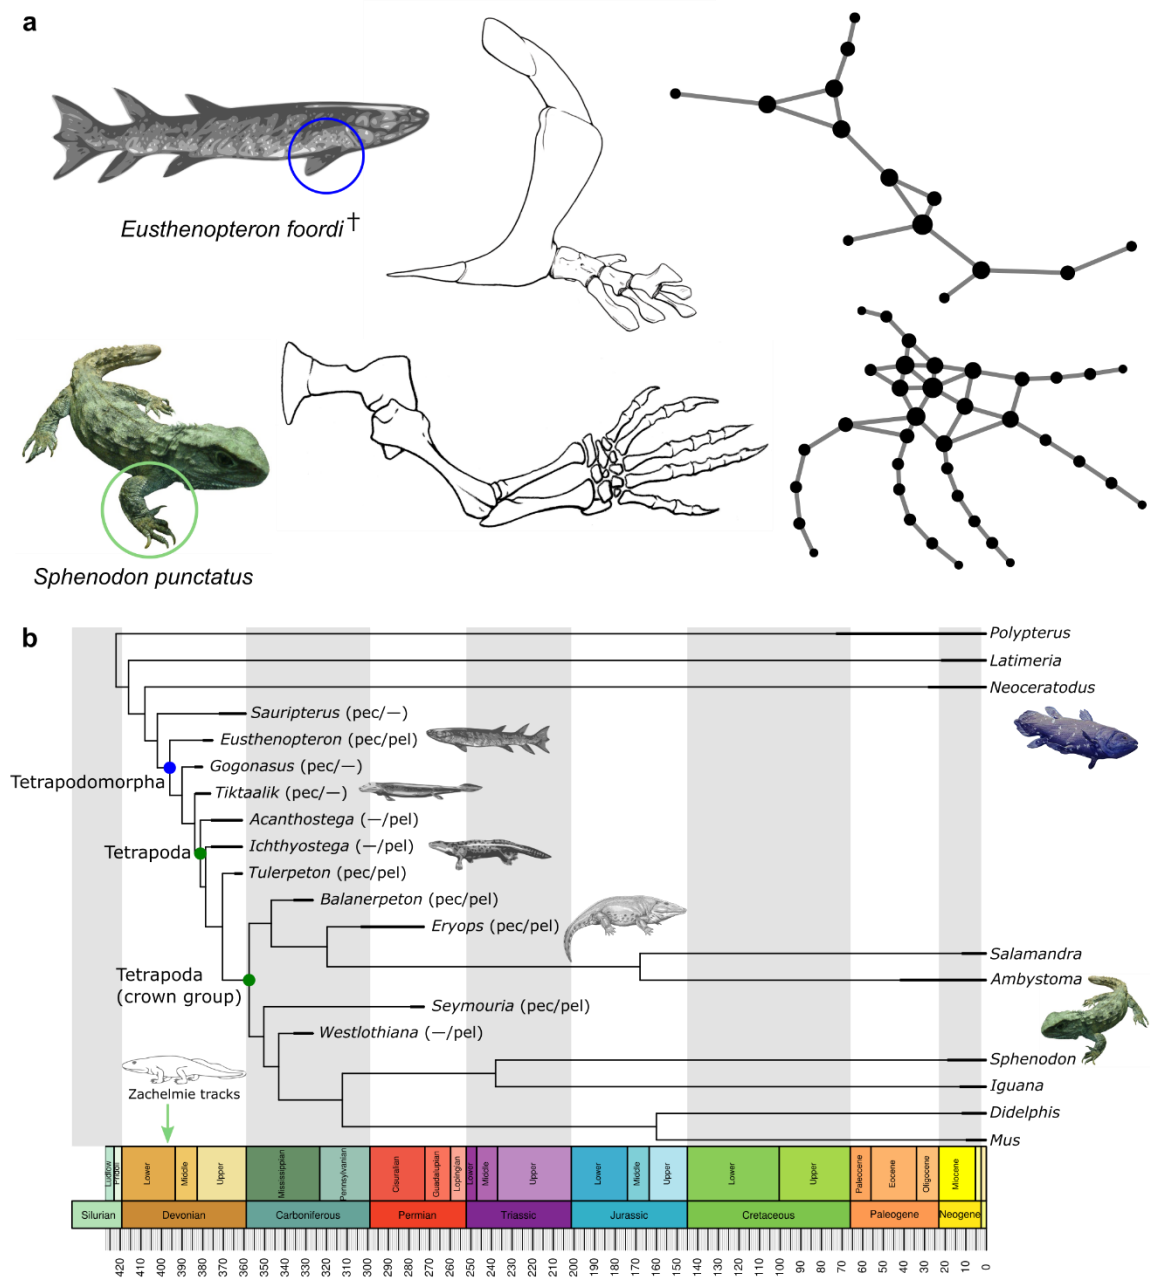 a
Eusthenopteron foordi†
Sphenodon punctatus
b
Polypterus
Latimeria
Neoceratodus
Sauripterus (pec/—)
Eusthenopteron (pec/pel)
Gogonasus (pec/—)
Tetrapodomorpha
Tiktaalik (pec/—)
Acanthostega (—/pel)
Ichthyostega (—/pel)
Tetrapoda
Tulerpeton (pec/pel)
Balanerpeton (pec/pel)
Eryops (pec/pel)
Salamandra
Tetrapoda
(crown group)
Ambystoma
Seymouria (pec/pel)
Westlothiana (—/pel)
Sphenodon
Iguana
Zachelmie tracks
Didelphis
Mus
Ludlow
Pridoli
Lower
Middle
Upper
Mississippian
Pennsylvanian
Cisuralian
Guadalupian
Lopingian
Lower
Middle
Upper
Lower
Middle
Upper
Lower
Upper
Paleocene
Eocene
Oligocene
Miocene
Silurian Devonian Carboniferous Permian Triassic Jurassic Cretaceous Paleogene Neogene
420 410 400 390 380 370 360 350 340 330 320 310 300 290 280 270 260 250 240 230 220 210 200 190 180 170 160 150 140 130 120 110 100 90 80 70 60 50 40 30 20 10 0